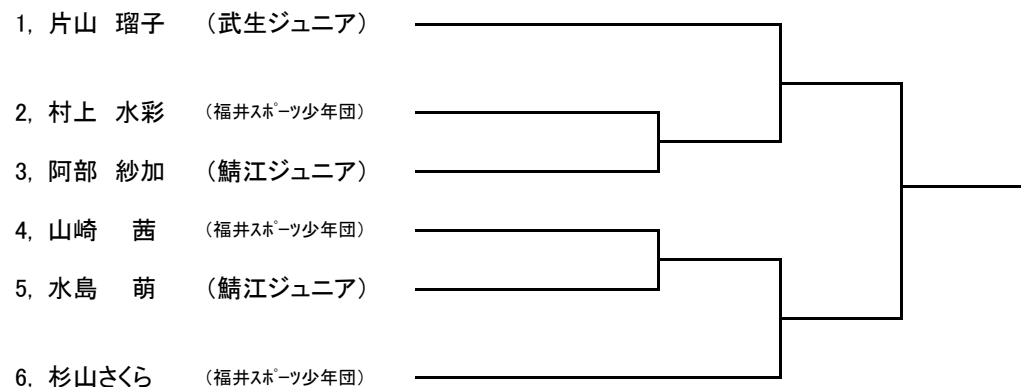 1, 片山　瑠子　（武生ジュニア）
2, 村上　水彩　（福井ｽﾎﾟｰﾂ少年団）
3, 阿部　紗加　（鯖江ジュニア）
4, 山崎　茜　（福井ｽﾎﾟｰﾂ少年団）
5, 水島　萌　（鯖江ジュニア）
6, 杉山さくら　（福井ｽﾎﾟｰﾂ少年団）